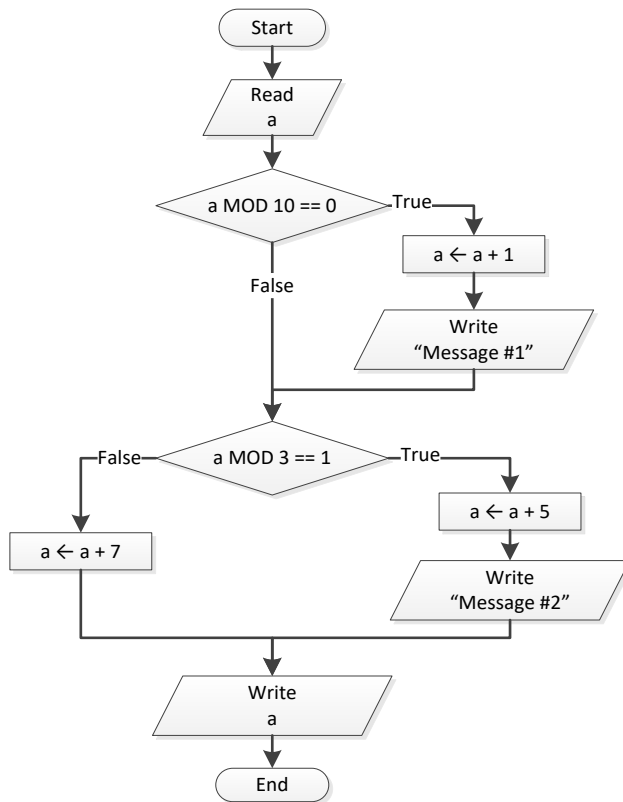 Start
Read
a
a MOD 10 == 0
True
a ← a + 1
False
Write
“Message #1”
a MOD 3 == 1
False
True
a ← a + 5
a ← a + 7
Write
“Message #2”
Write
a
End